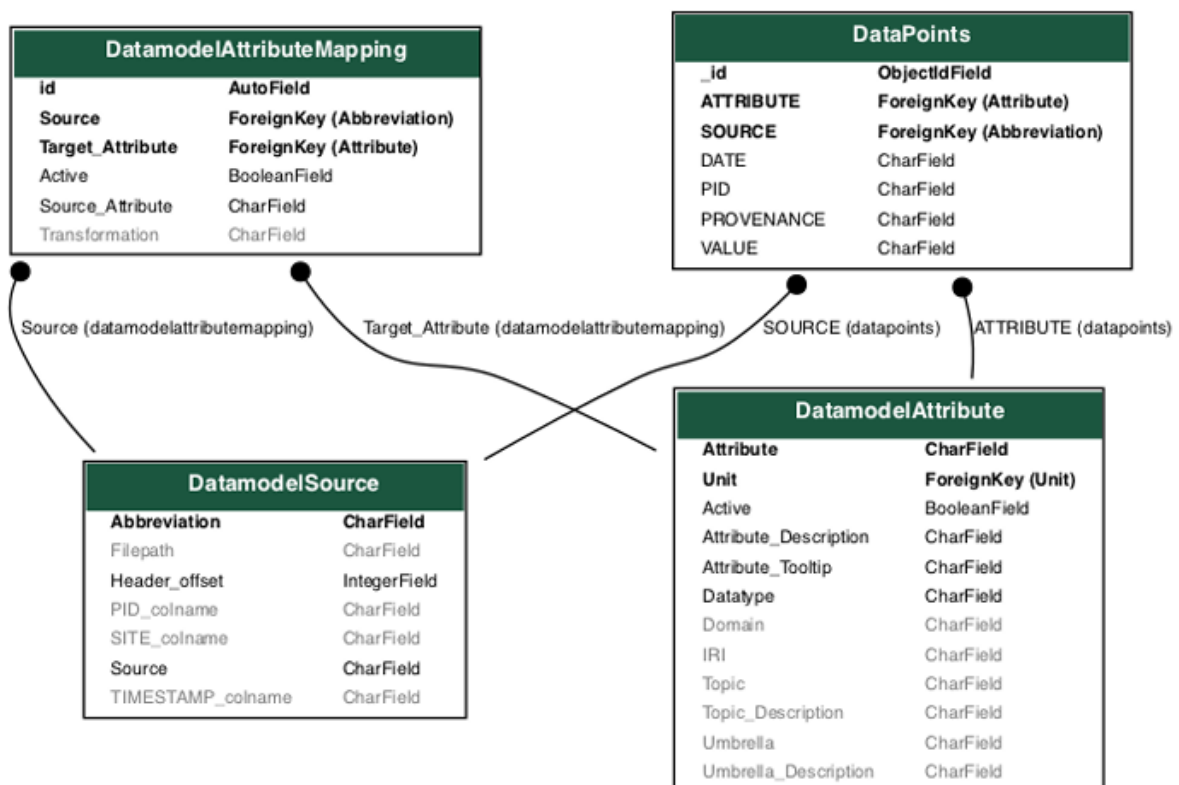 DatamodelAttributeMapping
id AutoField
Source ForeignKey (Abbreviation)
Target_Attribute ForeignKey (Attribute)
Active BooleanField
Source_Attribute CharField
Transformation CharField
DataPoints
_id ObjectIdField
ATTRIBUTE ForeignKey (Attribute)
SOURCE ForeignKey (Abbreviation)
DATE CharField
PID CharField
PROVENANCE CharField
VALUE CharField
Source (datamodelattributemapping)
Target_Attribute (datamodelattributemapping)
SOURCE (datapoints)
ATTRIBUTE (datapoints)
DatamodelSource
Abbreviation CharField
Filepath CharField
Header_offset IntegerField
PID_colname CharField
SITE_colname CharField
Source CharField
TIMESTAMP_colname CharField
DatamodelAttribute
Attribute CharField
Unit ForeignKey (Unit)
Active BooleanField
Attribute_Description CharField
Attribute_Tooltip CharField
Datatype CharField
Domain CharField
IRI CharField
Topic CharField
Topic_Description CharField
Umbrella CharField
Umbrella_Description CharField